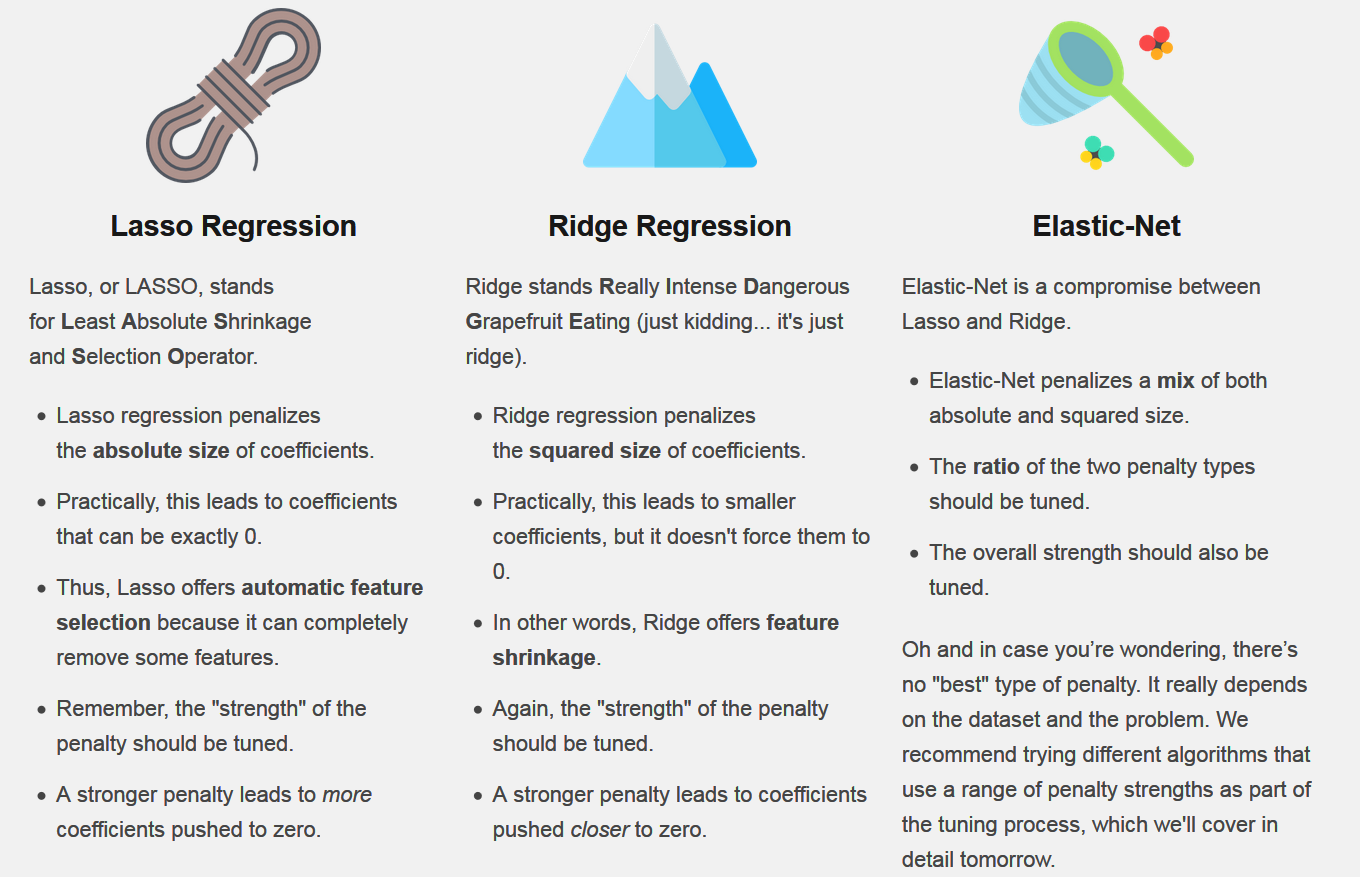 Lasso Regression
Lasso, or LASSO, stands
for Least Absolute Shrinkage
and Selection Operator.
Lasso regression penalizes
the absolute size of coefficients.
Practically, this leads to coefficients
that can be exactly 0.
Thus, Lasso offers automatic feature
selection because it can completely
remove some features.
Remember, the "strength" of the
penalty should be tuned.
A stronger penalty leads to more
coefficients pushed to zero.
Ridge Regression
Ridge stands Really Intense Dangerous
Grapefruit Eating (just kidding... it's just
ridge).
Ridge regression penalizes
the squared size of coefficients.
Practically, this leads to smaller
coefficients, but it doesn't force them to
0.
In other words, Ridge offers feature
shrinkage.
Again, the "strength" of the penalty
should be tuned.
A stronger penalty leads to coefficients
pushed closer to zero.
Elastic-Net
Elastic-Net is a compromise between
Lasso and Ridge.
Elastic-Net penalizes a mix of both
absolute and squared size.
The ratio of the two penalty types
should be tuned.
The overall strength should also be
tuned.
Oh and in case you’re wondering, there’s
no "best" type of penalty. It really depends
on the dataset and the problem. We
recommend trying different algorithms that
use a range of penalty strengths as part of
the tuning process, which we'll cover in
detail tomorrow.